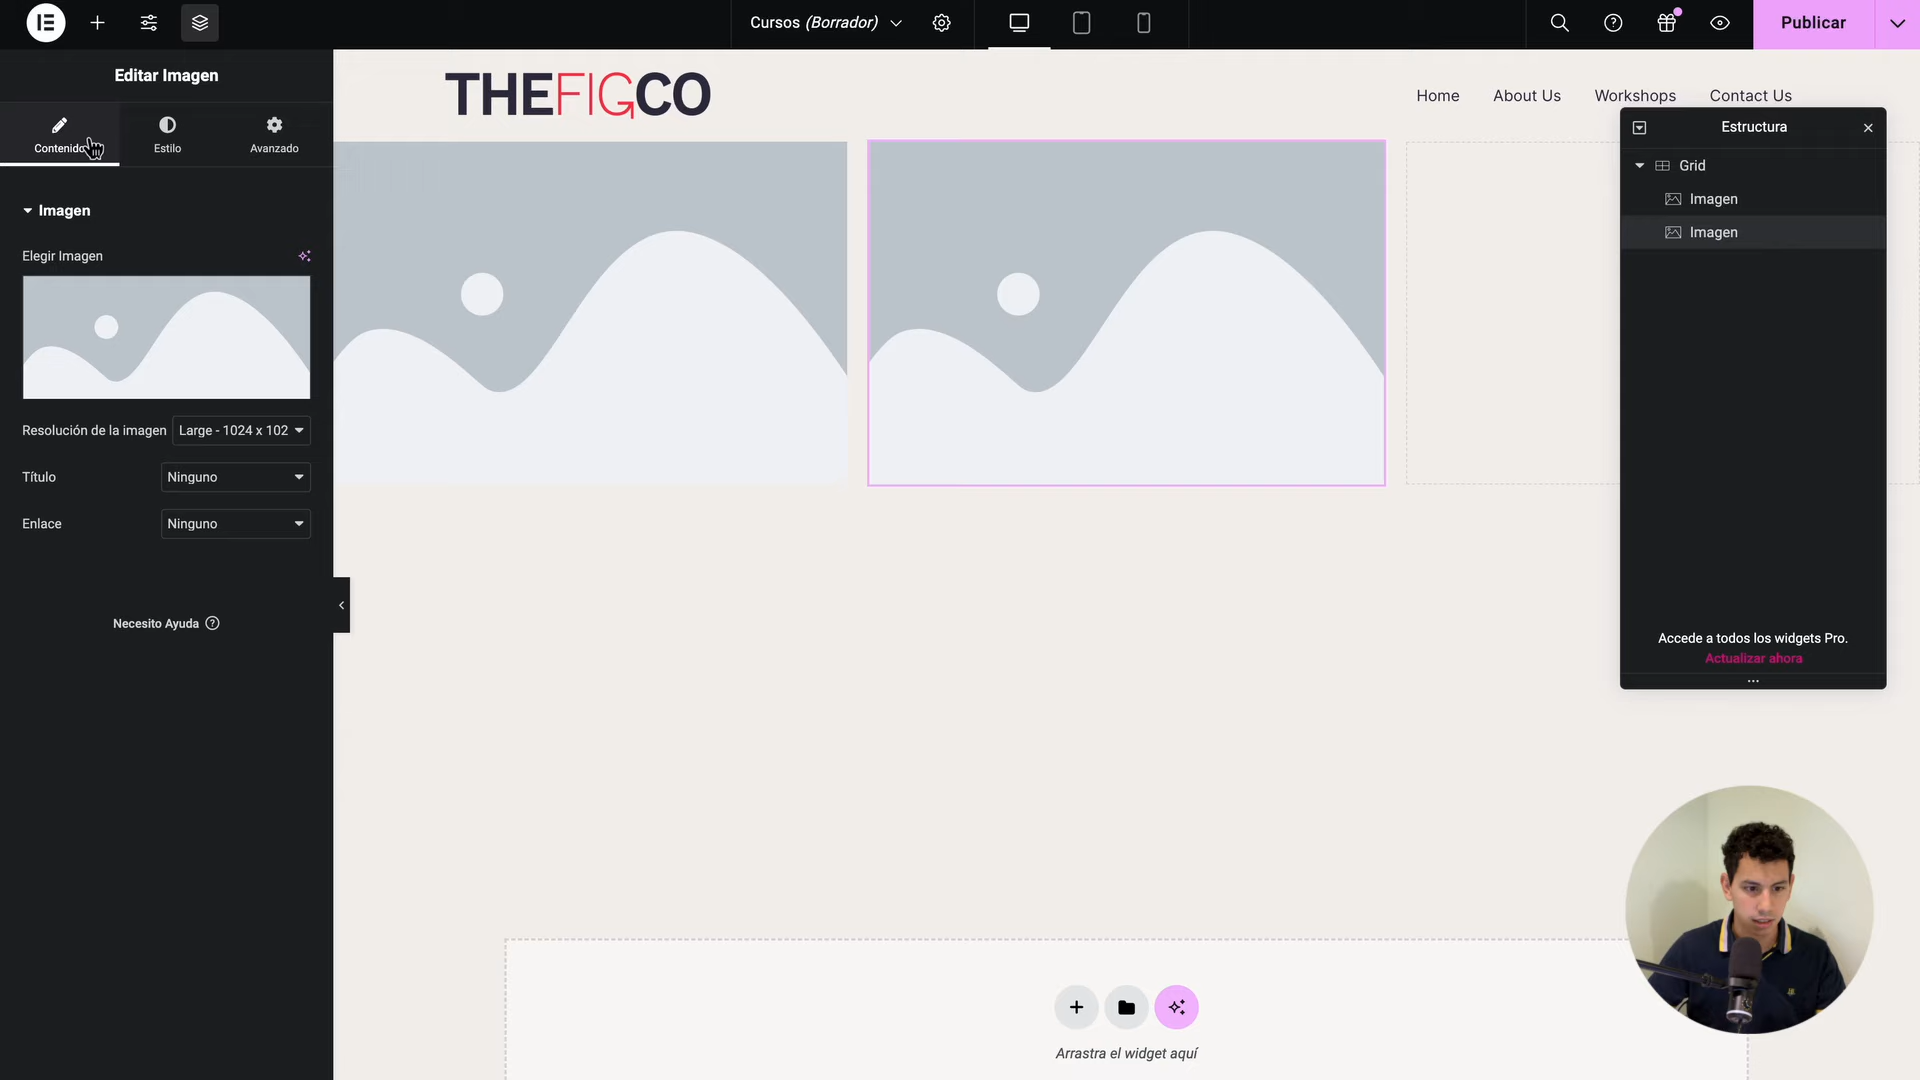 Cursos (Borrador)
Publicar
Editar Imagen
Contenido
Estilo
Avanzado
Imagen
Elegir Imagen
Resolución de la imagen
Large - 1024 x 102
Título
Ninguno
Enlace
Ninguno
Necesito Ayuda
THEFIGCO
Home
About Us
Workshops
Contact Us
Estructura
Grid
Imagen
Imagen
Accede a todos los widgets Pro.
Actualizar ahora
Arrastra el widget aquí